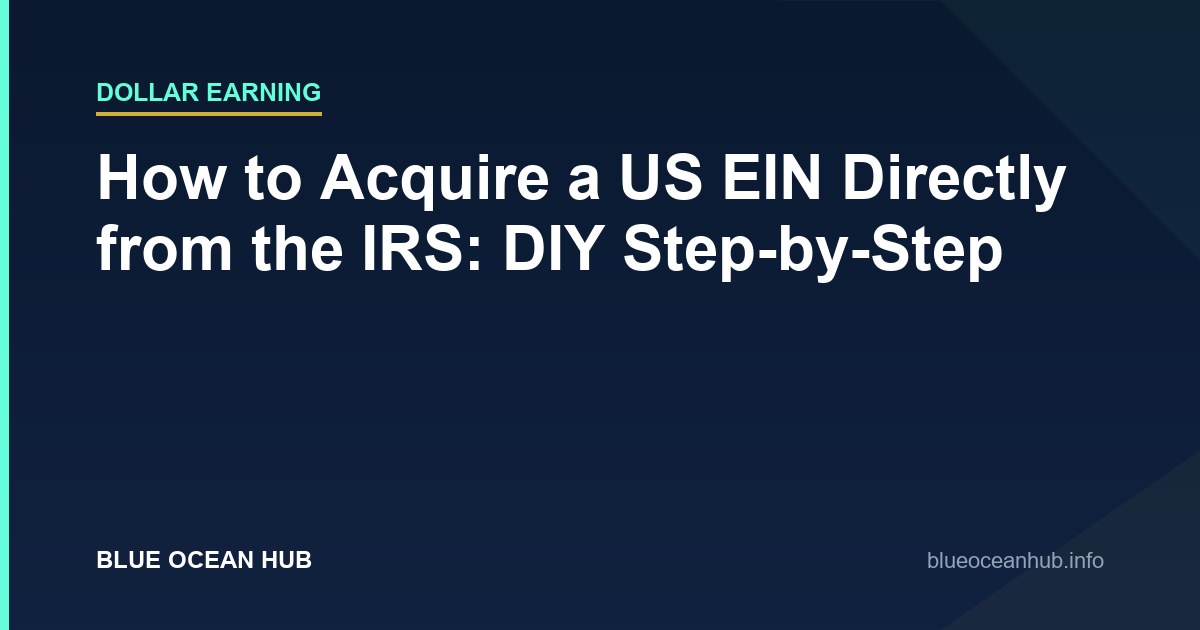 DOLLAR EARNING
How to Acquire a US EIN Directly
from the IRS: DIY Step-by-Step
BLUE OCEAN HUB
blueoceanhub.info